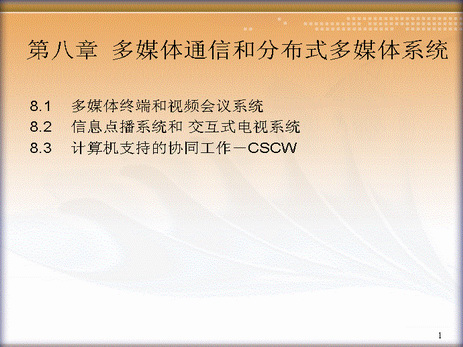 第八章 多媒体通信和分布式多媒体系统
8.1 多媒体终端和视频会议系统
8.2 信息点播系统和 交互式电视系统
8.3 计算机支持的协同工作－CSCW
1